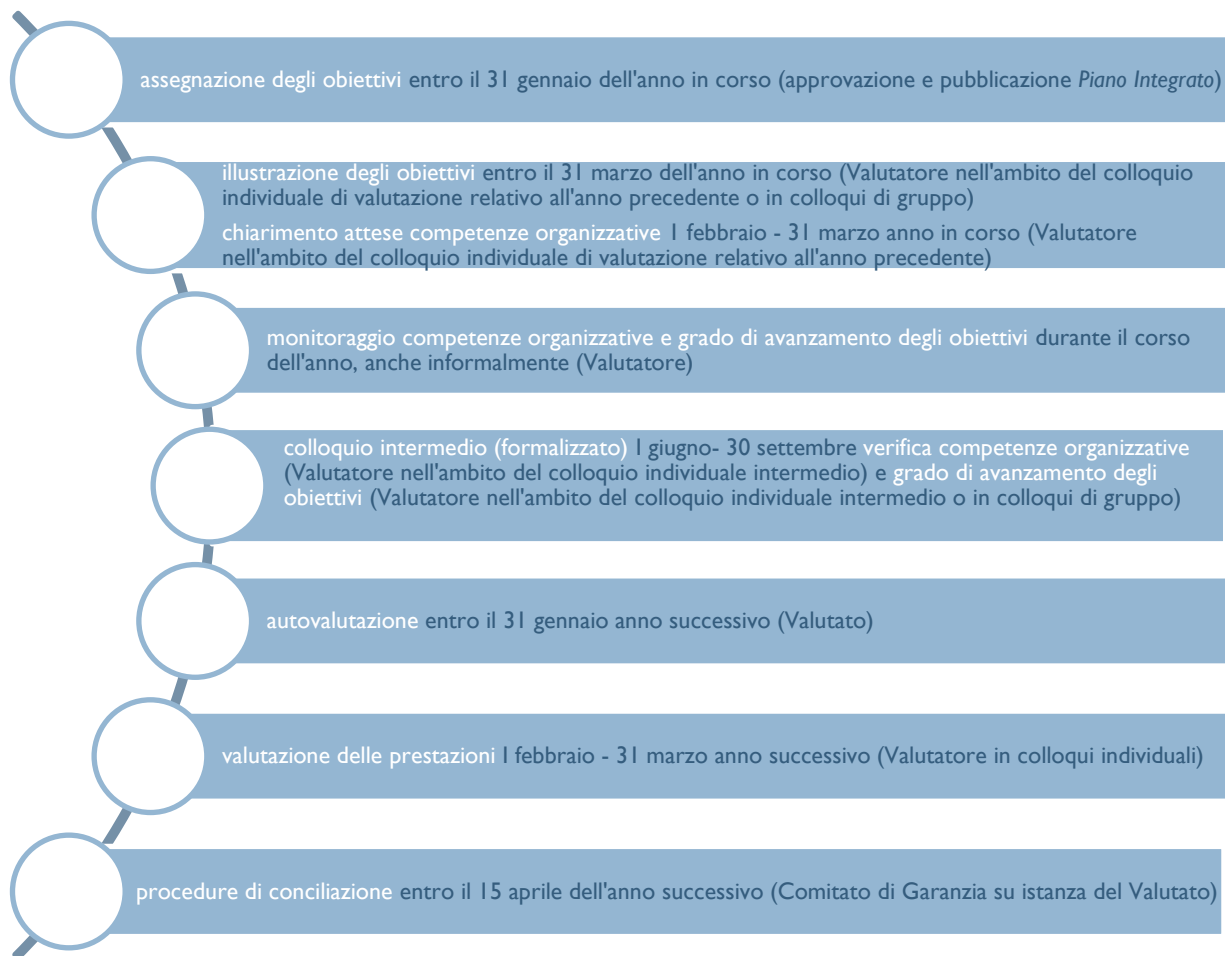 assegnazione degli obiettivi entro il 31 gennaio dell'anno in corso (approvazione e pubblicazione Piano Integrato)
illustrazione degli obiettivi entro il 31 marzo dell'anno in corso (Valutatore nell'ambito del colloquio
individuale di valutazione relativo all'anno precedente o in colloqui di gruppo)
chiarimento attese competenze organizzative 1 febbraio - 31 marzo anno in corso (Valutatore
nell'ambito del colloquio individuale di valutazione relativo all'anno precedente)
monitoraggio competenze organizzative e grado di avanzamento degli obiettivi durante il corso
dell'anno, anche informalmente (Valutatore)
colloquio intermedio (formalizzato) 1 giugno- 30 settembre verifica competenze organizzative
(Valutatore nell'ambito del colloquio individuale intermedio) e grado di avanzamento degli
obiettivi (Valutatore nell'ambito del colloquio individuale intermedio o in colloqui di gruppo)
autovalutazione entro il 31 gennaio anno successivo (Valutato)
valutazione delle prestazioni 1 febbraio - 31 marzo anno successivo (Valutatore in colloqui individuali)
procedure di conciliazione entro il 15 aprile dell'anno successivo (Comitato di Garanzia su istanza del Valutato)